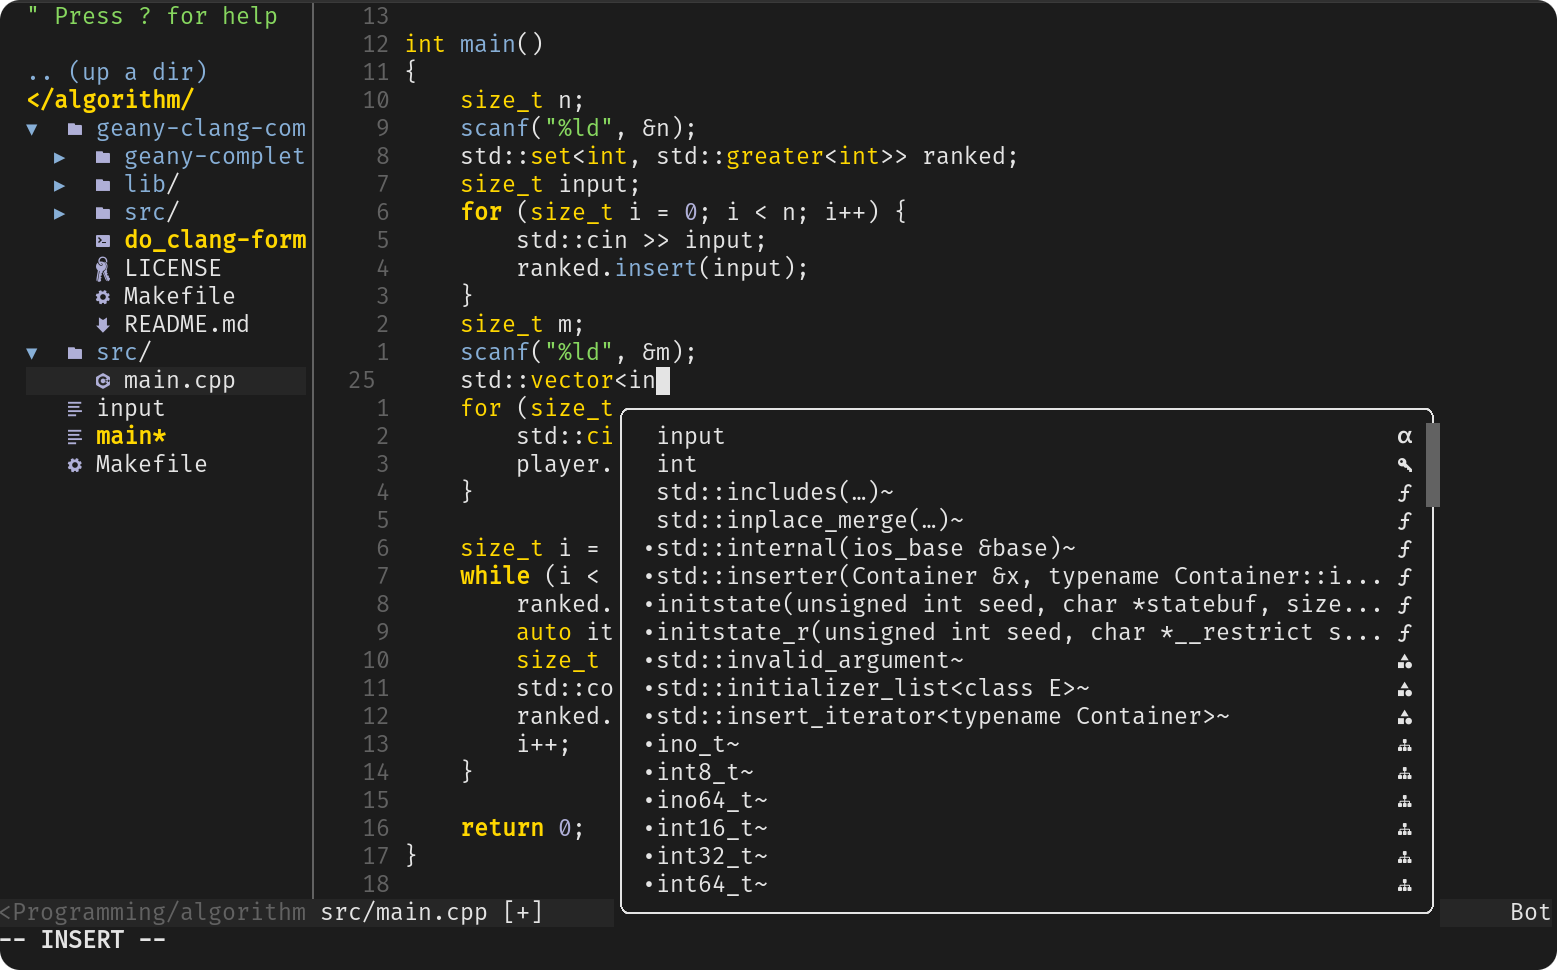 " Press ? for help
.. (up a dir)
</algorithm/
▼ geany-clang-com
▶ geany-complet
▶ lib/
▶ src/
do_clang-form
LICENSE
Makefile
README.md
▼ src/
main.cpp
input
main*
Makefile
13
12 int main()
11 {
10     size_t n;
9     scanf("%ld", &n);
8     std::set<int, std::greater<int>> ranked;
7     size_t input;
6     for (size_t i = 0; i < n; i++) {
5         std::cin >> input;
4         ranked.insert(input);
3     }
2     size_t m;
1     scanf("%ld", &m);
25     std::vector<in
1     for (size_t
2         std::ci
3         player.
4     }
5
6     size_t i =
7     while (i <
8         ranked.
9         auto it
10         size_t
11         std::co
12         ranked.
13         i++;
14     }
15
16     return 0;
17 }
18
input α
int
std::includes(…)~ ƒ
std::inplace_merge(…)~ ƒ
•std::internal(ios_base &base)~ ƒ
•std::inserter(Container &x, typename Container::i... ƒ
•initstate(unsigned int seed, char *statebuf, size... ƒ
•initstate_r(unsigned int seed, char *__restrict s... ƒ
•std::invalid_argument~
•std::initializer_list<class E>~
•std::insert_iterator<typename Container>~
•ino_t~
•int8_t~
•ino64_t~
•int16_t~
•int32_t~
•int64_t~
<Programming/algorithm src/main.cpp [+] Bot
-- INSERT --